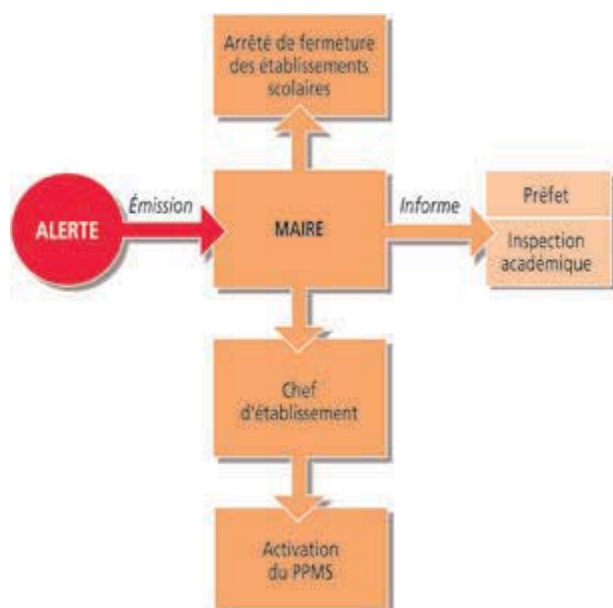 Arrêté de fermeture
des établissements
scolaires
ALERTE
Émission
MAIRE
Informe
Préfet
Inspection
académique
Chef
d'établissement
Activation
du PPMS